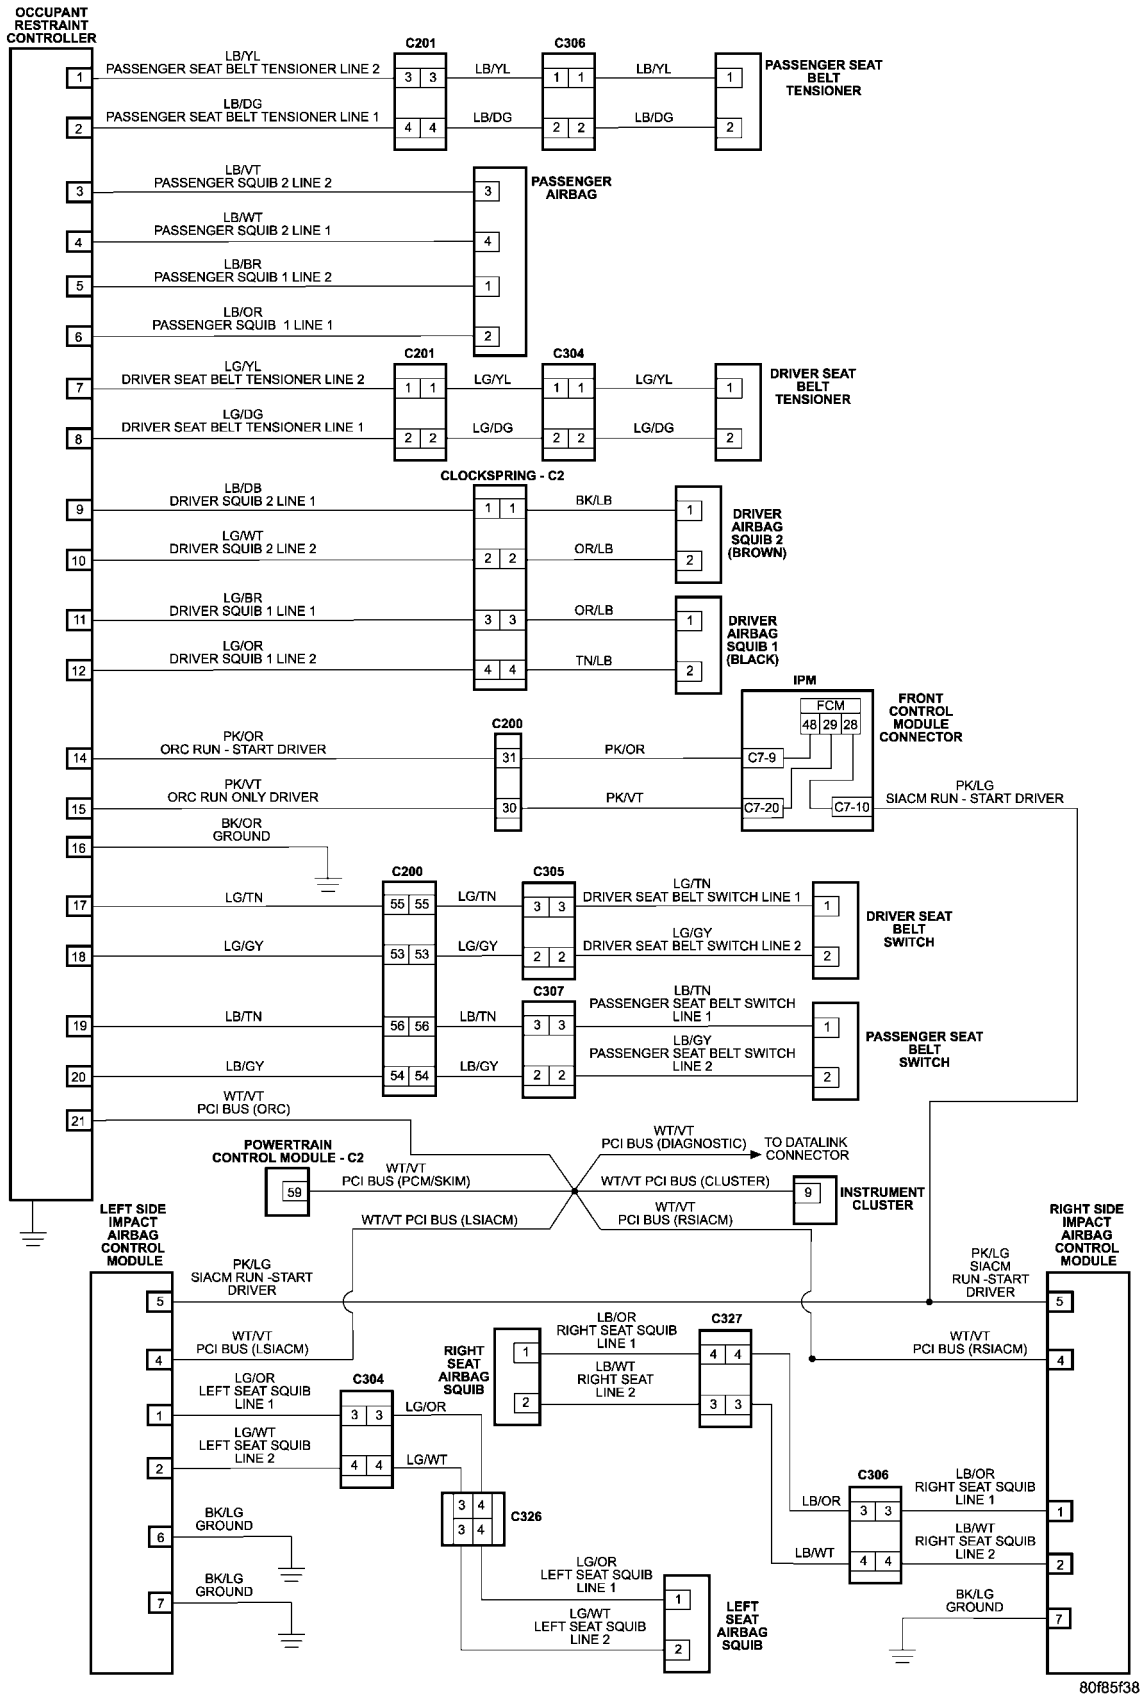 OCCUPANT
RESTRAINT
CONTROLLER
C201
C306
1
LB/YL
PASSENGER SEAT BELT TENSIONER LINE 2
3 3
LB/YL
1 1
LB/YL
1
PASSENGER SEAT
BELT
TENSIONER
2
LB/DG
PASSENGER SEAT BELT TENSIONER LINE 1
4 4
LB/DG
2 2
LB/DG
2
3
LB/VT
PASSENGER SQUIB 2 LINE 2
3
PASSENGER
AIRBAG
4
LB/WT
PASSENGER SQUIB 2 LINE 1
4
5
LB/BR
PASSENGER SQUIB 1 LINE 2
1
6
LB/OR
PASSENGER SQUIB 1 LINE 1
2
C201
C304
7
LG/YL
DRIVER SEAT BELT TENSIONER LINE 2
1 1
LG/YL
1 1
LG/YL
1
DRIVER SEAT
BELT
TENSIONER
8
LG/DG
DRIVER SEAT BELT TENSIONER LINE 1
2 2
LG/DG
2 2
LG/DG
2
CLOCKSPRING - C2
9
LB/DB
DRIVER SQUIB 2 LINE 1
1 1
BK/LB
1
DRIVER
AIRBAG
SQUIB 2
(BROWN)
10
LG/WT
DRIVER SQUIB 2 LINE 2
2 2
OR/LB
2
11
LG/BR
DRIVER SQUIB 1 LINE 1
3 3
OR/LB
1
DRIVER
AIRBAG
SQUIB 1
(BLACK)
12
LG/OR
DRIVER SQUIB 1 LINE 2
4 4
TN/LB
2
IPM
FCM
48 29 28
FRONT
CONTROL
MODULE
CONNECTOR
C200
14
PK/OR
ORC RUN - START DRIVER
31
PK/OR
C7-9
15
PK/VT
ORC RUN ONLY DRIVER
30
PK/VT
C7-20
C7-10
PK/LG
SIACM RUN - START DRIVER
16
BK/OR
GROUND
C200
C305
17
LG/TN
55 55
LG/TN
3 3
LG/TN
DRIVER SEAT BELT SWITCH LINE 1
1
DRIVER SEAT
BELT
SWITCH
18
LG/GY
53 53
LG/GY
2 2
LG/GY
DRIVER SEAT BELT SWITCH LINE 2
2
C307
19
LB/TN
56 56
LB/TN
3 3
LB/TN
PASSENGER SEAT BELT SWITCH
LINE 1
1
PASSENGER SEAT
BELT
SWITCH
20
LB/GY
54 54
LB/GY
2 2
LB/GY
PASSENGER SEAT BELT SWITCH
LINE 2
2
21
WT/VT
PCI BUS (ORC)
WT/VT
PCI BUS (DIAGNOSTIC)
TO DATALINK
CONNECTOR
POWERTRAIN
CONTROL MODULE - C2
59
WT/VT
PCI BUS (PCM/SKIM)
WT/VT PCI BUS (CLUSTER)
9
INSTRUMENT
CLUSTER
WT/VT PCI BUS (LSIACM)
WT/VT
PCI BUS (RSIACM)
LEFT SIDE
IMPACT
AIRBAG
CONTROL
MODULE
RIGHT SIDE
IMPACT
AIRBAG
CONTROL
MODULE
5
PK/LG
SIACM RUN -START
DRIVER
PK/LG
SIACM
RUN -START
DRIVER
5
4
WT/VT
PCI BUS (LSIACM)
WT/VT
PCI BUS (RSIACM)
4
RIGHT
SEAT
AIRBAG
SQUIB
1
LB/OR
RIGHT SEAT SQUIB
LINE 1
C327
4 4
2
LB/WT
RIGHT SEAT
LINE 2
3 3
1
LG/OR
LEFT SEAT SQUIB
LINE 1
C304
3 3
LG/OR
2
LG/WT
LEFT SEAT SQUIB
LINE 2
4 4
LG/WT
3 4
3 4
C326
C306
LB/OR
3 3
LB/OR
RIGHT SEAT SQUIB
LINE 1
1
LB/WT
4 4
LB/WT
RIGHT SEAT SQUIB
LINE 2
2
6
BK/LG
GROUND
7
BK/LG
GROUND
LG/OR
LEFT SEAT SQUIB
LINE 1
1
LG/WT
LEFT SEAT SQUIB
LINE 2
2
LEFT
SEAT
AIRBAG
SQUIB
BK/LG
GROUND
7
80f85f38